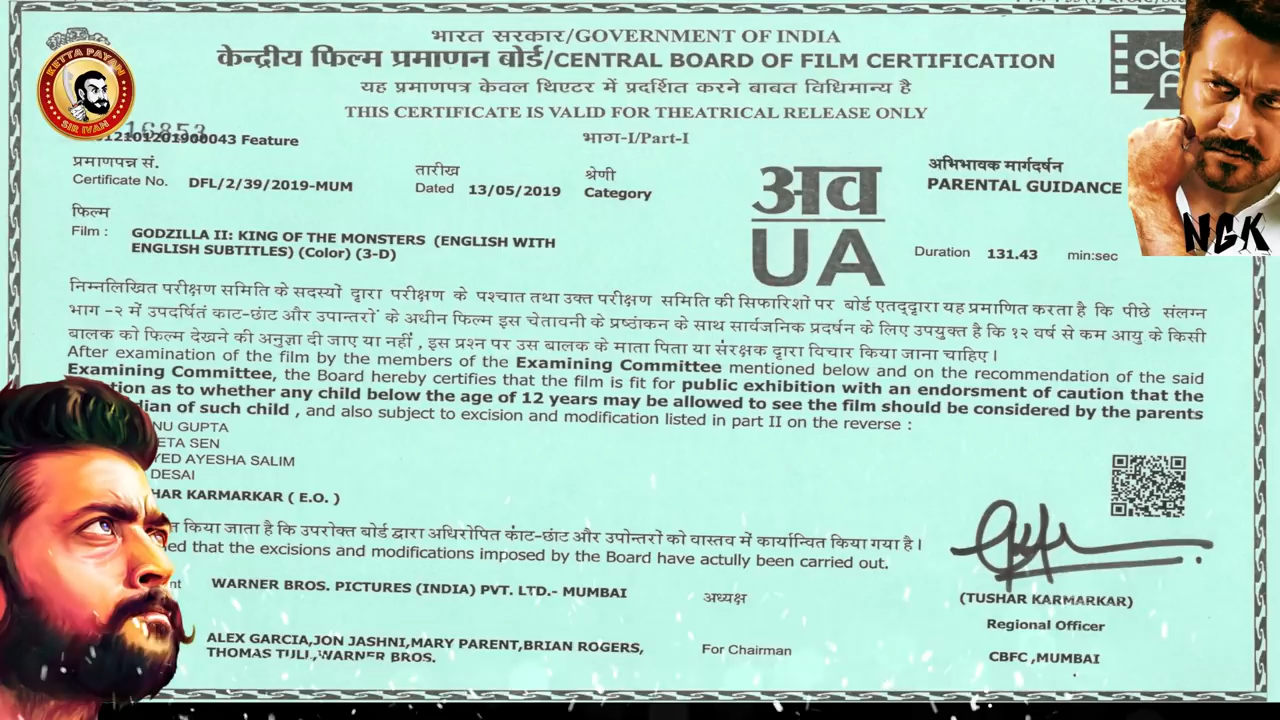 भारत सरकार/GOVERNMENT OF INDIA
केन्द्रीय फिल्म प्रमाणन बोर्ड/CENTRAL BOARD OF FILM CERTIFICATION
यह प्रमाणपत्र केवल थिएटर में प्रदर्शित करने बाबत विधिमान्य है
THIS CERTIFICATE IS VALID FOR THEATRICAL RELEASE ONLY
KETTA PAYAN
SIR IVAN
16853
12101201900043 Feature
भाग-I/Part-I
प्रमाणपत्र सं.
Certificate No. DFL/2/39/2019-MUM
तारीख
Dated 13/05/2019
श्रेणी
Category
अव
UA
अभिभावक मार्गदर्षन
PARENTAL GUIDANCE
NGK
फिल्म
Film : GODZILLA II: KING OF THE MONSTERS (ENGLISH WITH
ENGLISH SUBTITLES) (Color) (3-D)
Duration 131.43 min:sec
निम्नलिखित परीक्षण समिति के सदस्यों द्वारा परीक्षण के पश्चात तथा उक्त परीक्षण समिति की सिफारिशों पर बोर्ड एतद्द्वारा यह प्रमाणित करता है कि पीछे संलग्न
भाग -२ में उपदर्षितं काट-छांट और उपान्तरों के अधीन फिल्म इस चेतावनी के प्रष्ठांकन के साथ सार्वजनिक प्रदर्षन के लिए उपयुक्त है कि १२ वर्ष से कम आयु के किसी
बालक को फिल्म देखने की अनुज्ञा दी जाए या नहीं , इस प्रश्न पर उस बालक के माता पिता या संरक्षक द्वारा विचार किया जाना चाहिए ।
After examination of the film by the members of the Examining Committee mentioned below and on the recommendation of the said
Examining Committee, the Board hereby certifies that the film is fit for public exhibition with an endorsment of caution that the
as to whether any child below the age of 12 years may be allowed to see the film should be considered by the parents
of such child , and also subject to excision and modification listed in part II on the reverse :
GUPTA
SEN
AYESHA SALIM
DESAI
KARMARKAR ( E.O. )
किया जाता है कि उपरोक्त बोर्ड द्वारा अधिरोपित कांट-छांट और उपोन्तरों को वास्तव में कार्यान्वित किया गया है ।
that the excisions and modifications imposed by the Board have actully been carried out.
WARNER BROS. PICTURES (INDIA) PVT. LTD.- MUMBAI
अध्यक्ष
(TUSHAR KARMARKAR)
Regional Officer
ALEX GARCIA,JON JASHNI,MARY PARENT,BRIAN ROGERS,
THOMAS TULL,WARNER BROS.
For Chairman
CBFC ,MUMBAI